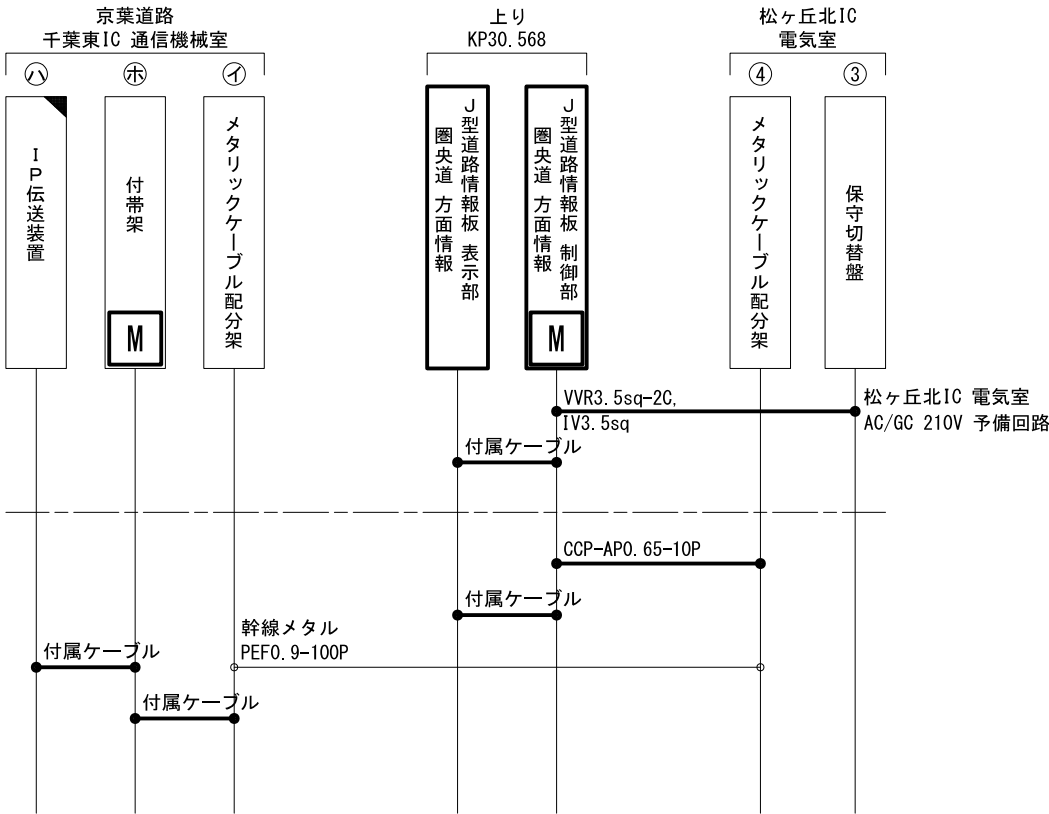 京葉道路
千葉東IC 通信機械室
上り
KP30.568
松ヶ丘北IC
電気室
ハ
ホ
イ
④
③
IP伝送装置
付帯架
M
メタリックケーブル配分架
J型道路情報板 表示部
圏央道 方面情報
J型道路情報板 制御部
圏央道 方面情報
M
メタリックケーブル配分架
保守切替盤
VVR3.5sq-2C,
IV3.5sq
松ヶ丘北IC 電気室
AC/GC 210V 予備回路
付属ケーブル
CCP-AP0.65-10P
付属ケーブル
幹線メタル
PEF0.9-100P
付属ケーブル
付属ケーブル